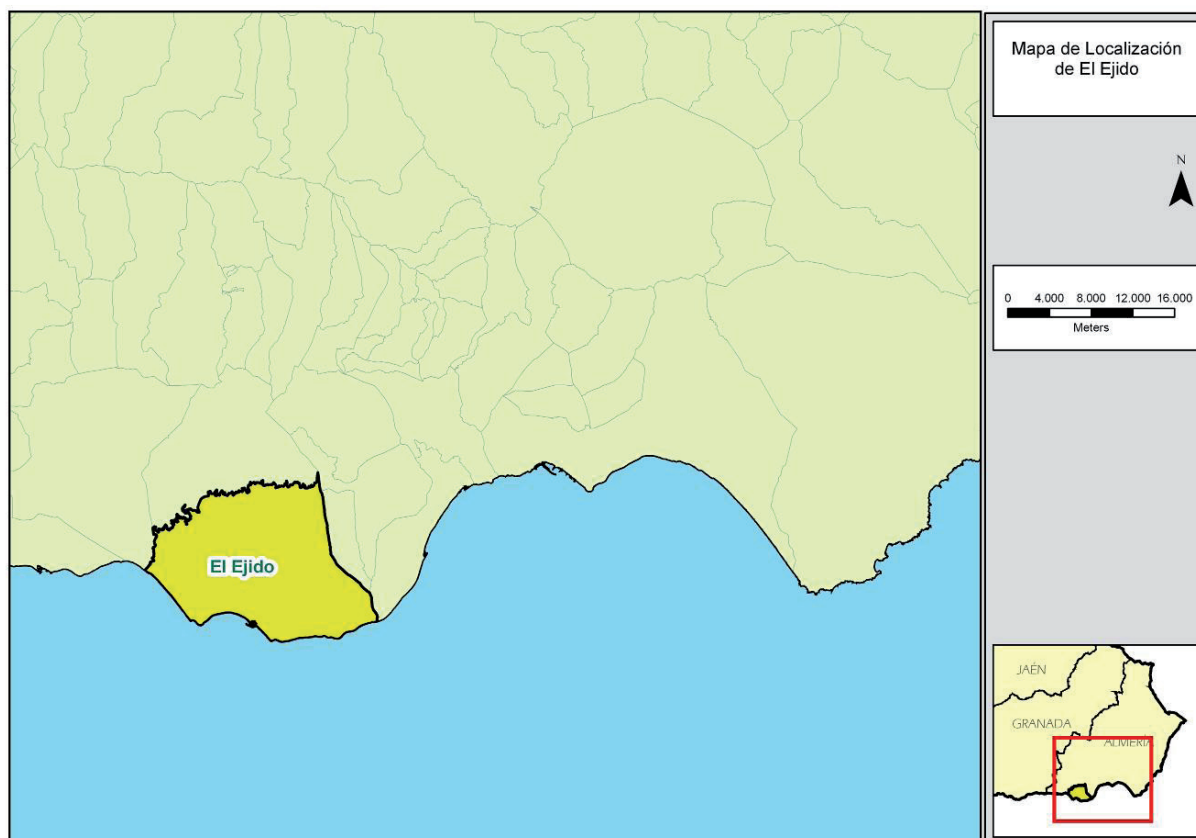 Mapa de Localización
de El Ejido
N
0 4.000 8.000 12.000 16.000
Meters
El Ejido
JAÉN
GRANADA
ALMERÍA